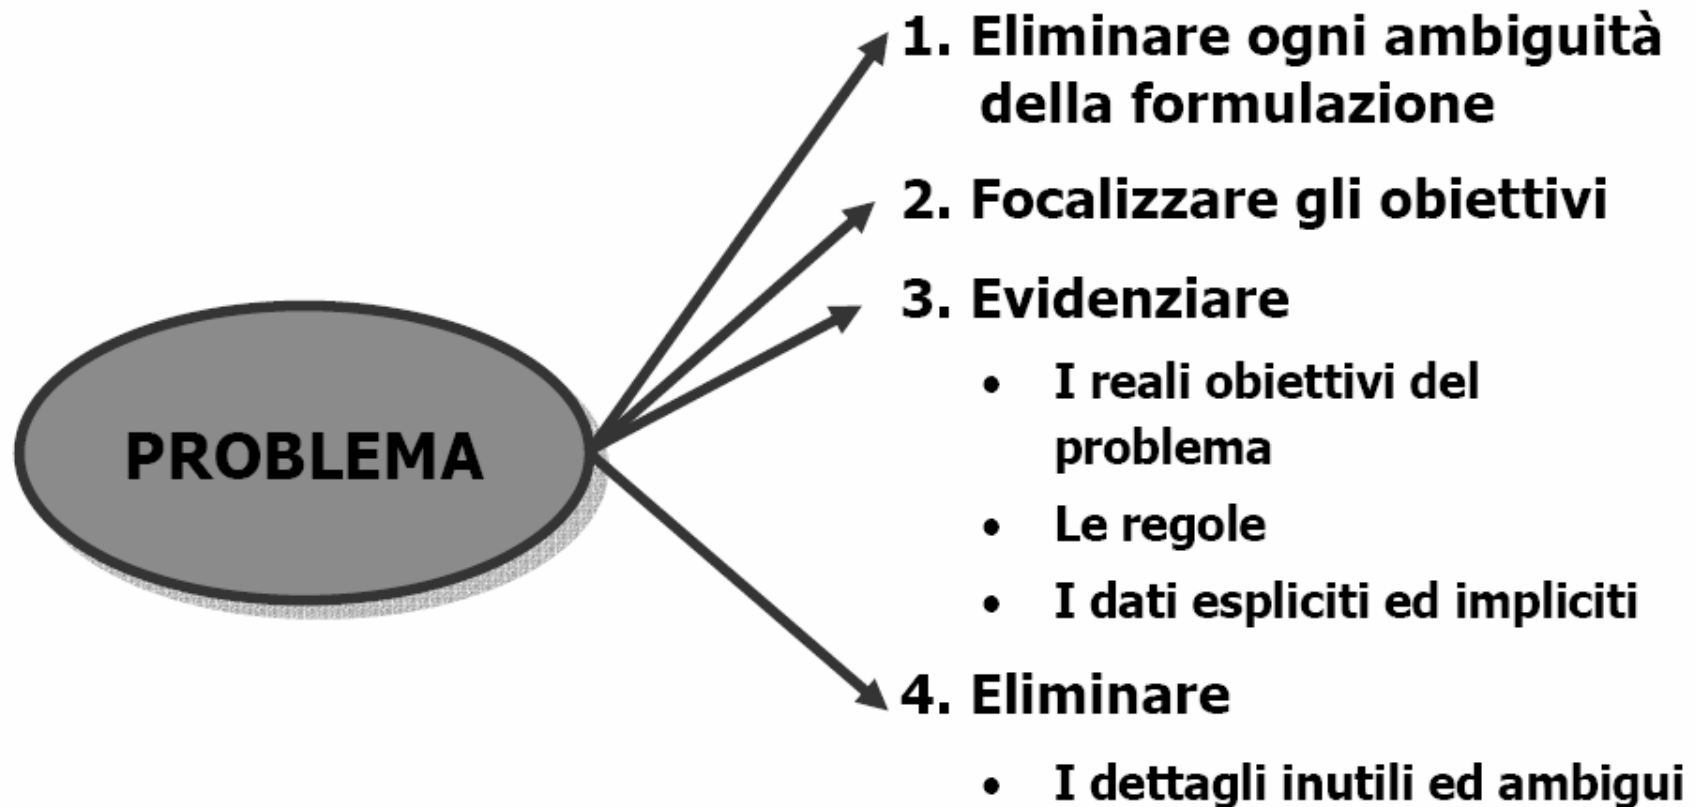 PROBLEMA
1. Eliminare ogni ambiguità
della formulazione
2. Focalizzare gli obiettivi
3. Evidenziare
• I reali obiettivi del
problema
• Le regole
• I dati espliciti ed impliciti
4. Eliminare
• I dettagli inutili ed ambigui